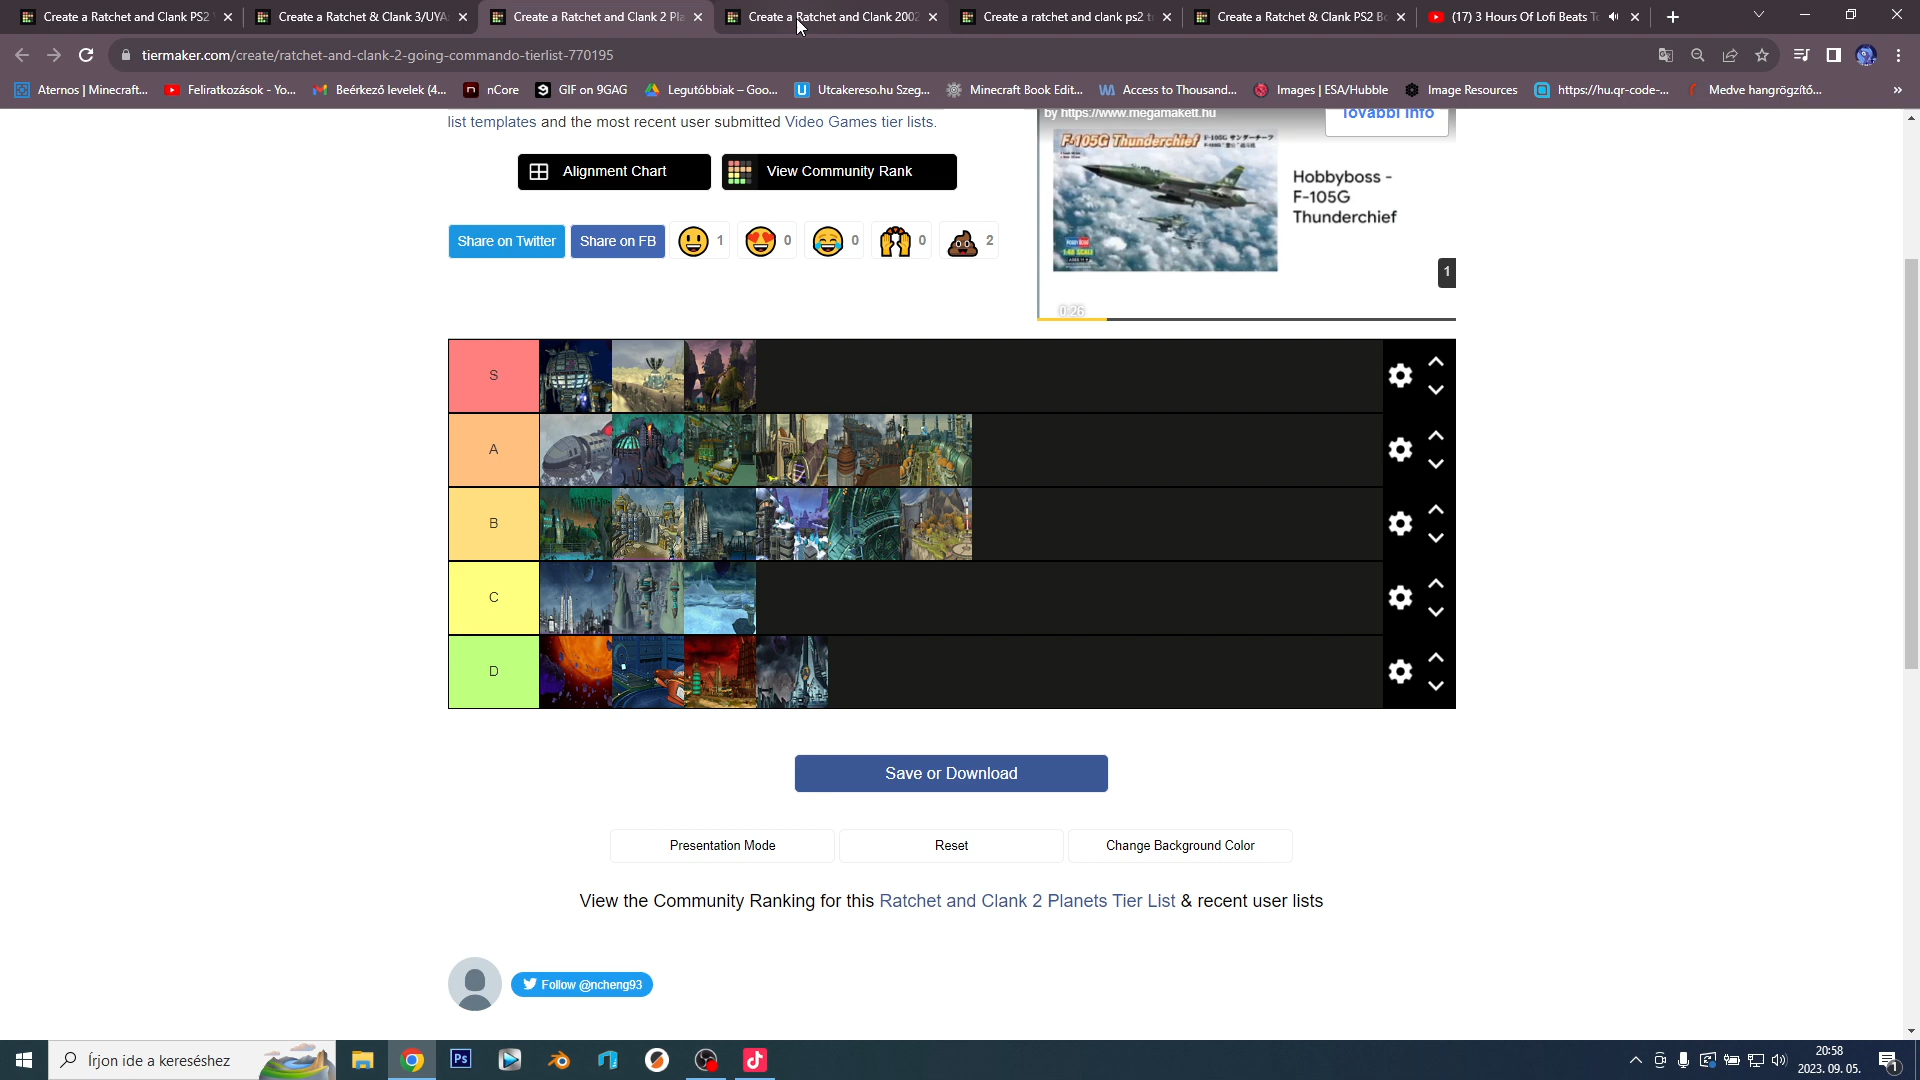 Create a Ratchet and Clank PS2
Create a Ratchet & Clank 3/UYA
Create a Ratchet and Clank 2 Pla
Create a Ratchet and Clank 2002
Create a ratchet and clank ps2 t
Create a Ratchet & Clank PS2 B
(17) 3 Hours Of Lofi Beats To
tiermaker.com/create/ratchet-and-clank-2-going-commando-tierlist-770195
Aternos | Minecraft...
Feliratkozások - Yo...
Beérkező levelek (4...
nCore
GIF on 9GAG
Legutóbbiak – Goo...
Utcakereso.hu Szeg...
Minecraft Book Edit...
Access to Thousand...
Images | ESA/Hubble
Image Resources
https://hu.qr-code-...
Medve hangrögzítő...
list templates and the most recent user submitted Video Games tier lists.
by https://www.megamakett.hu
További info
F-105G Thunderchief
Hobbyboss -
F-105G
Thunderchief
Alignment Chart
View Community Rank
Share on Twitter
Share on FB
1
0
0
0
2
1
0:26
S
A
B
C
D
Save or Download
Presentation Mode
Reset
Change Background Color
View the Community Ranking for this Ratchet and Clank 2 Planets Tier List & recent user lists
Follow @ncheng93
Írjon ide a kereséshez
Ps
20:58
2023. 09. 05.
1